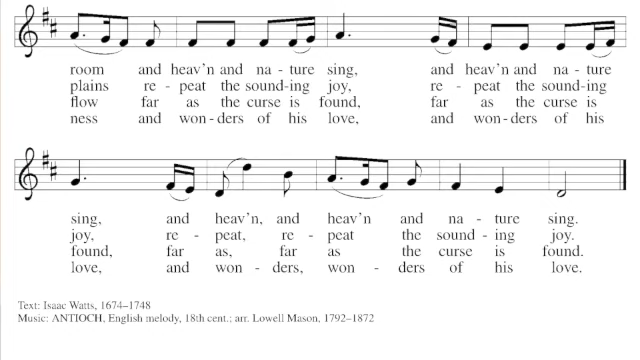 room and heav'n and na - ture sing, and heav'n and na - ture
plains re - peat the sound-ing joy, re - peat the sound-ing
flow far as the curse is found, far as the curse is
ness and won - ders of his love, and won - ders of his
sing, and heav'n, and heav'n and na - ture sing.
joy, re - peat, re - peat the sound - ing joy.
found, far as, far as the curse is found.
love, and won - ders, won - ders of his love.
Text: Isaac Watts, 1674–1748
Music: ANTIOCH, English melody, 18th cent.; arr. Lowell Mason, 1792–1872